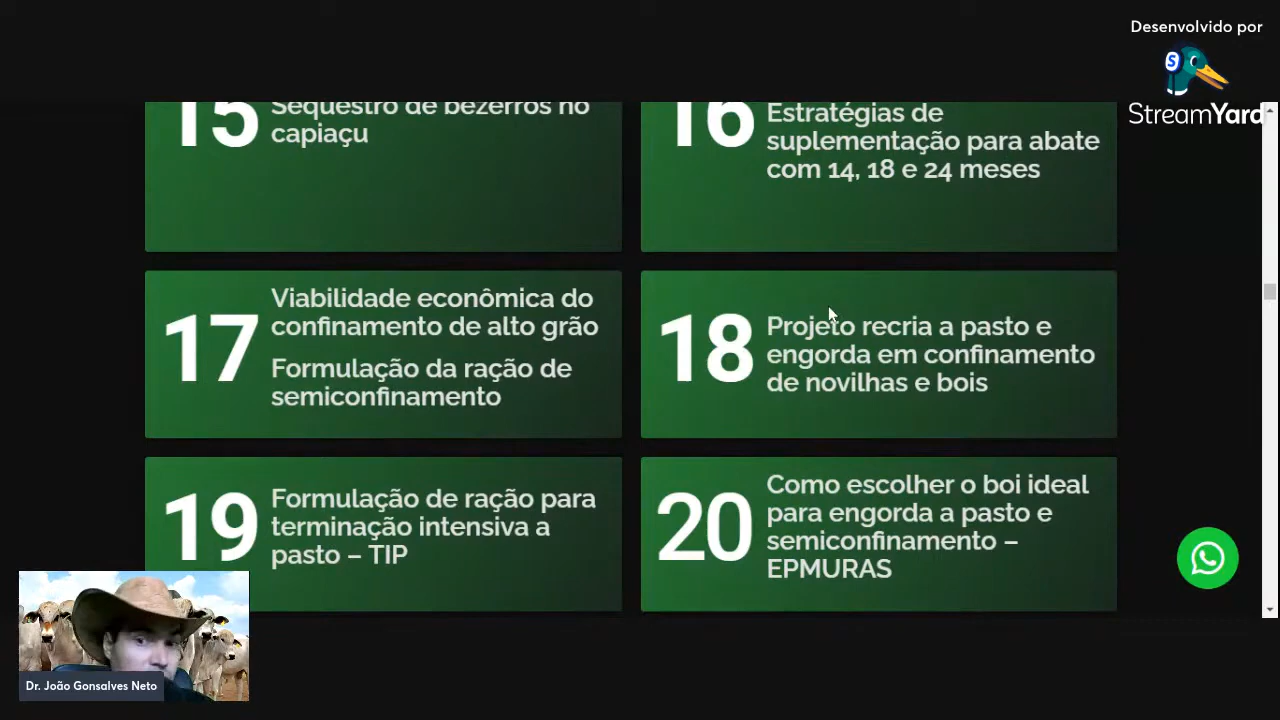 Desenvolvido por
S
StreamYard
15
Sequestro de bezerros no
capiaçu
16
Estratégias de
suplementação para abate
com 14, 18 e 24 meses
17
Viabilidade econômica do
confinamento de alto grão
Formulação da ração de
semiconfinamento
18
Projeto recria a pasto e
engorda em confinamento
de novilhas e bois
19
Formulação de ração para
terminação intensiva a
pasto – TIP
20
Como escolher o boi ideal
para engorda a pasto e
semiconfinamento –
EPMURAS
Dr. João Gonsalves Neto